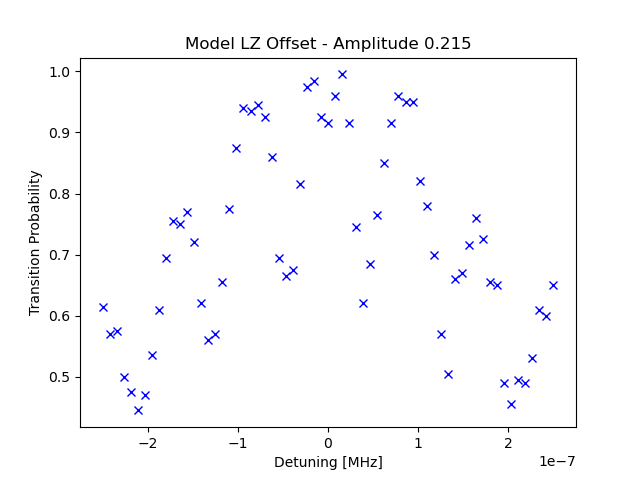 Model LZ Offset - Amplitude 0.215
1.0
0.9
0.8
0.7
0.6
0.5
Transition Probability
−2
−1
0
1
2
1e−7
Detuning [MHz]